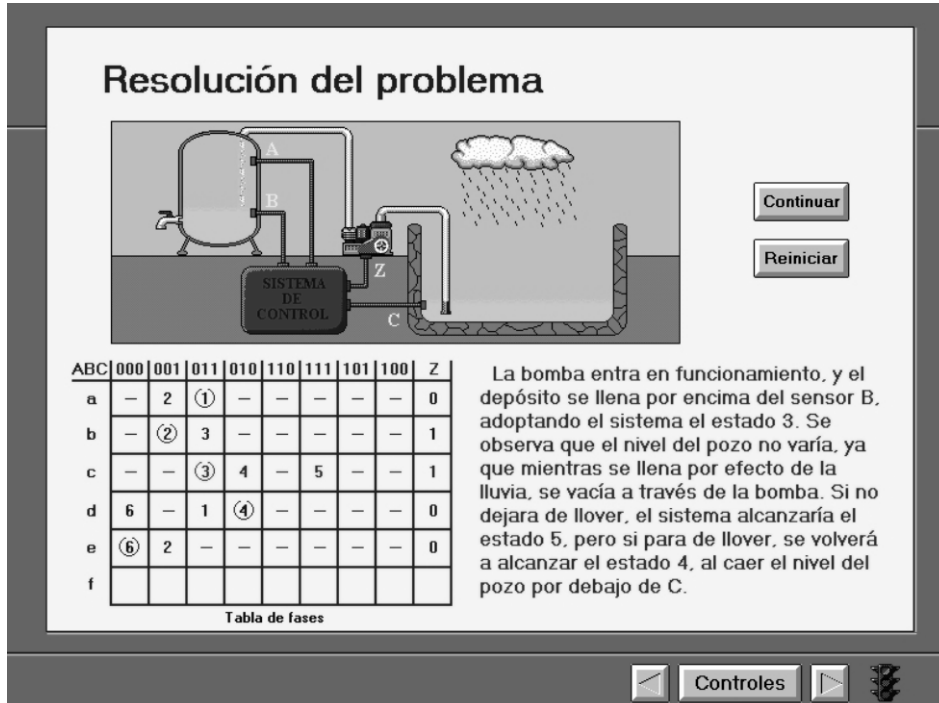 Resolución del problema
A
B
Z
SISTEMA
DE
CONTROL
C
Continuar
Reiniciar
ABC 000 001 011 010 110 111 101 100 Z
a – 2 ① – – – – – 0
b – ② 3 – – – – – 1
c – – ③ 4 – 5 – – 1
d 6 – 1 ④ – – – – 0
e ⑥ 2 – – – – – – 0
f
Tabla de fases
La bomba entra en funcionamiento, y el
depósito se llena por encima del sensor B,
adoptando el sistema el estado 3. Se
observa que el nivel del pozo no varía, ya
que mientras se llena por efecto de la
lluvia, se vacía a través de la bomba. Si no
dejara de llover, el sistema alcanzaría el
estado 5, pero si para de llover, se volverá
a alcanzar el estado 4, al caer el nivel del
pozo por debajo de C.
Controles